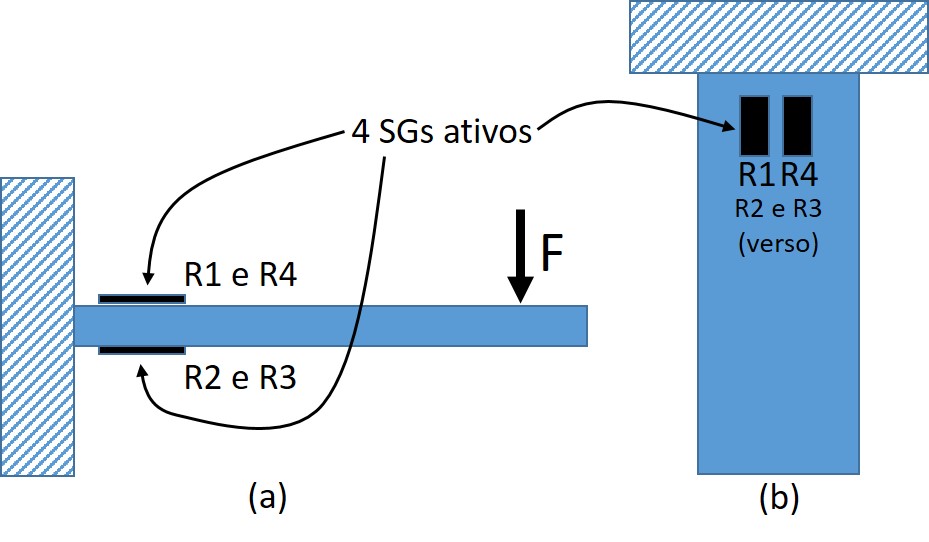 4 SGs ativos
R1 R4
R2 e R3
(verso)
F
R1 e R4
R2 e R3
(a)
(b)